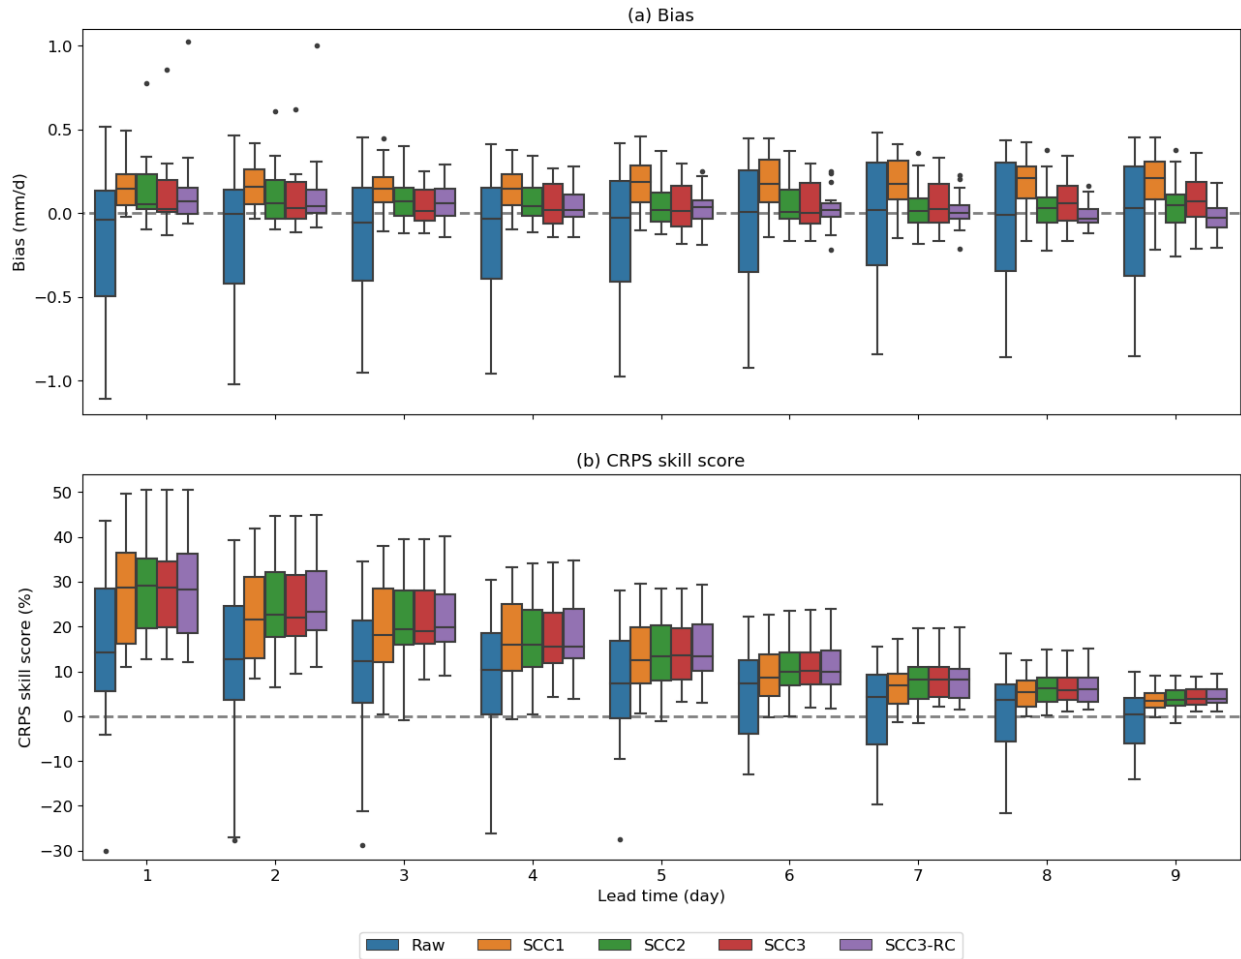 (a) Bias
1.0
0.5
0.0
−0.5
−1.0
Bias (mm/d)
(b) CRPS skill score
50
40
30
20
10
0
−10
−20
−30
CRPS skill score (%)
1 2 3 4 5 6 7 8 9
Lead time (day)
Raw SCC1 SCC2 SCC3 SCC3-RC